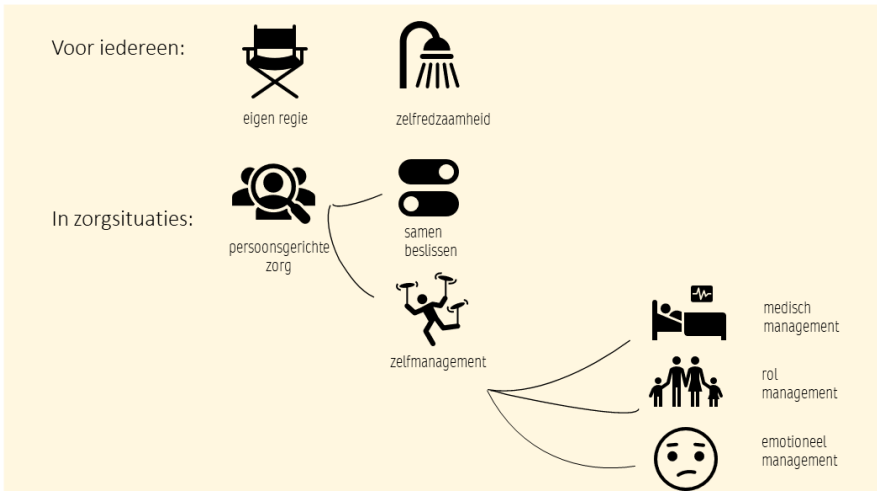 Voor iedereen:
eigen regie
zelfredzaamheid
In zorgsituaties:
persoonsgerichte
zorg
samen
beslissen
zelfmanagement
medisch
management
rol
management
emotioneel
management